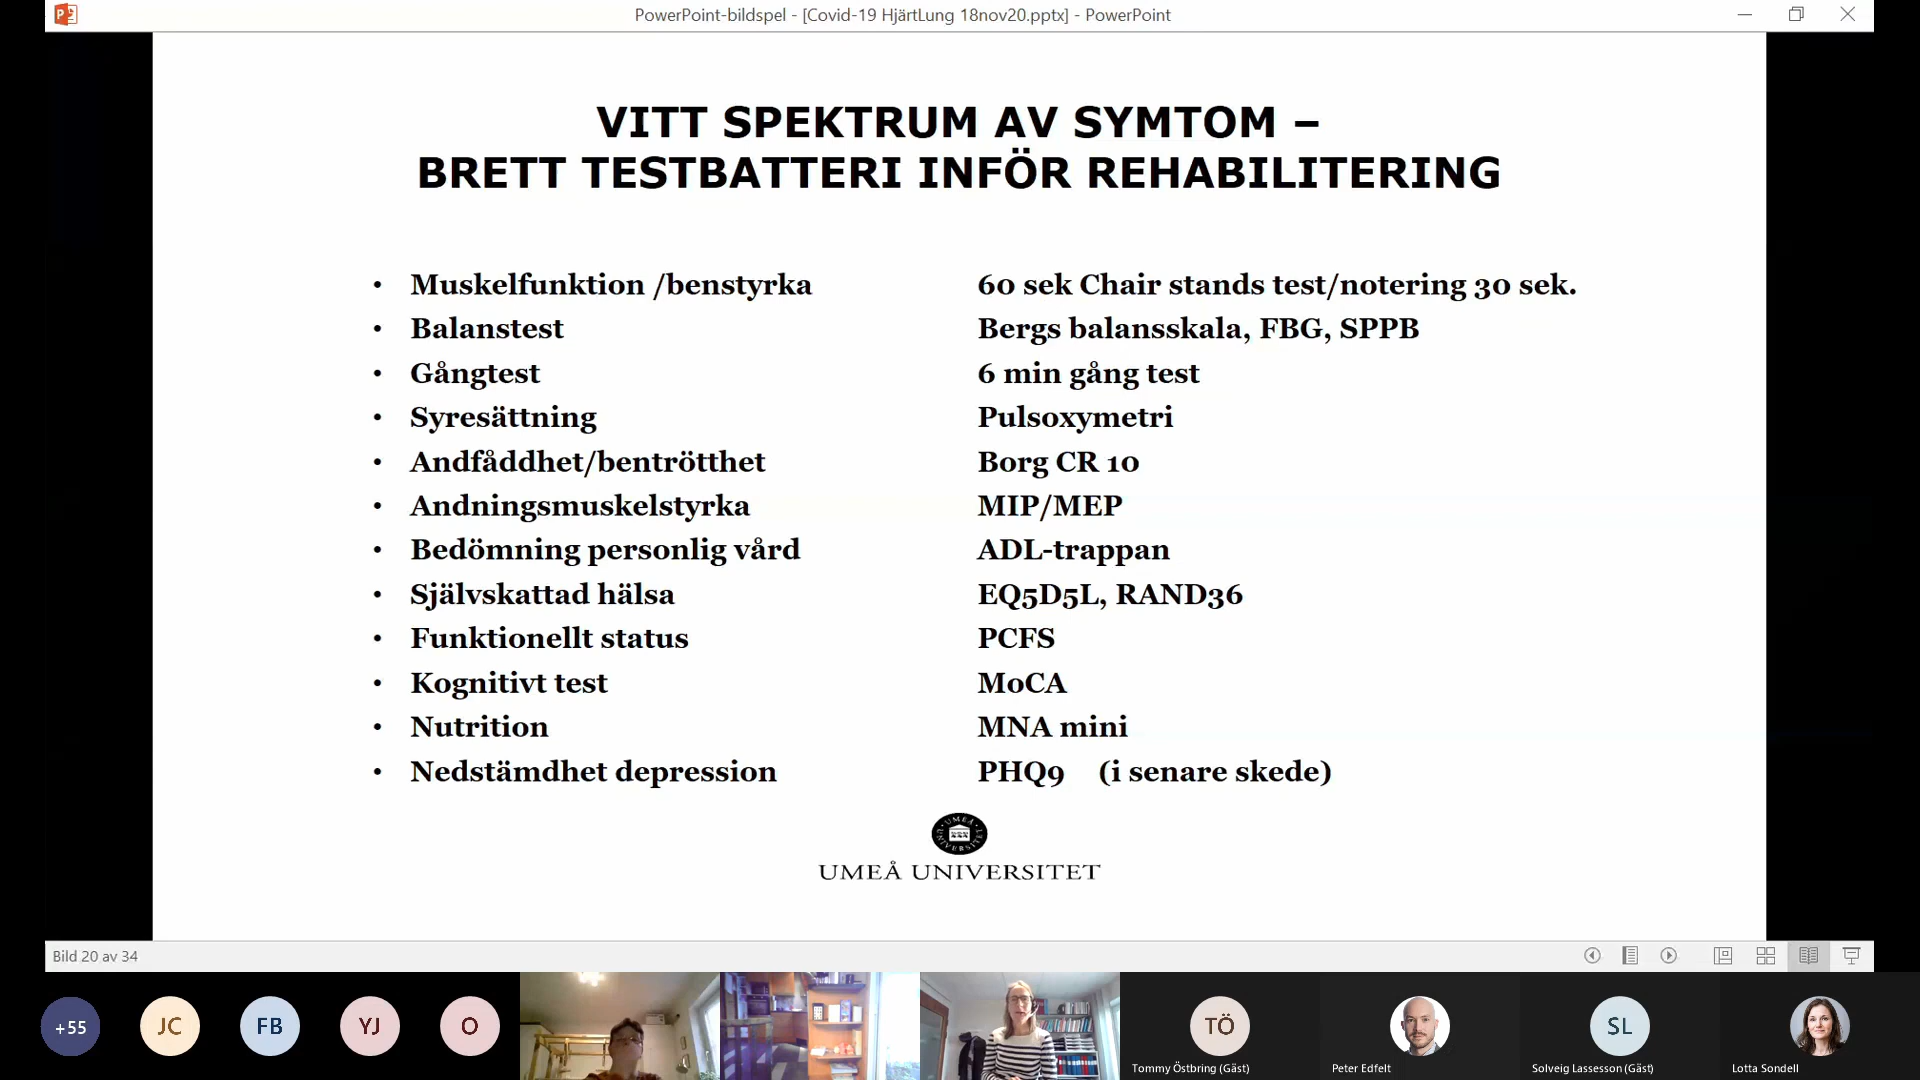 PowerPoint-bildspel - [Covid-19 HjärtLung 18nov20.pptx] - PowerPoint
VITT SPEKTRUM AV SYMTOM –
BRETT TESTBATTERI INFÖR REHABILITERING
• Muskelfunktion /benstyrka 60 sek Chair stands test/notering 30 sek.
• Balanstest Bergs balansskala, FBG, SPPB
• Gångtest 6 min gång test
• Syresättning Pulsoxymetri
• Andfåddhet/bentrötthet Borg CR 10
• Andningsmuskelstyrka MIP/MEP
• Bedömning personlig vård ADL-trappan
• Självskattad hälsa EQ5D5L, RAND36
• Funktionellt status PCFS
• Kognitivt test MoCA
• Nutrition MNA mini
• Nedstämdhet depression PHQ9 (i senare skede)
UMEÅ UNIVERSITET
UMEÅ UNIVERSITET
Bild 20 av 34
+55 JC FB YJ O TÖ SL
Tommy Östbring (Gäst) Peter Edfelt Solveig Lassesson (Gäst) Lotta Sondell